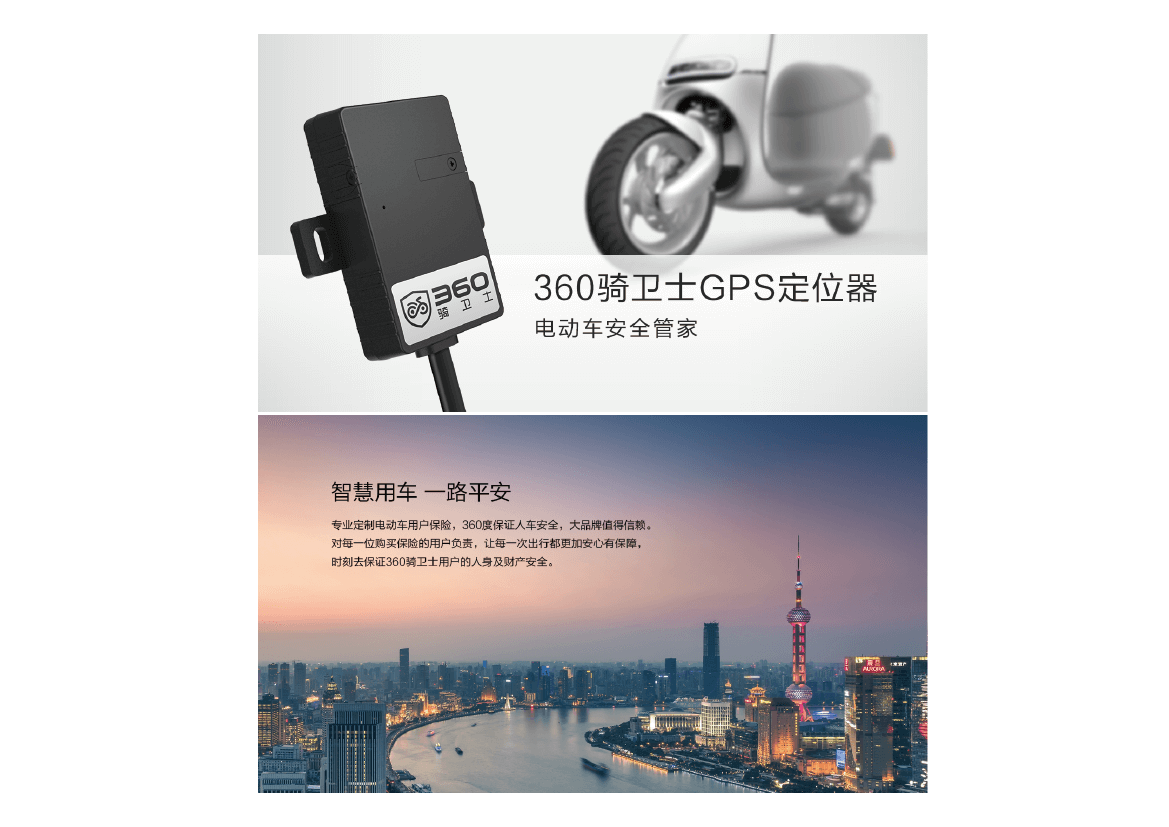 360
骑卫士
360骑卫士GPS定位器
电动车安全管家
智慧用车 一路平安
专业定制电动车用户保险，360度保证人车安全，大品牌值得信赖。
对每一位购买保险的用户负责，让每一次出行都更加安心有保障，
时刻去保证360骑卫士用户的人身及财产安全。
震旦
AURORA